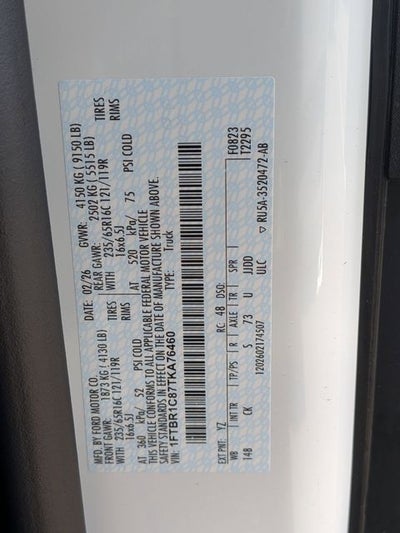 MFD. BY FORD MOTOR CO.
02/26 GVWR: 4150 KG ( 9150 LB)
FRONT GAWR: 1873 KG ( 4130 LB) REAR GAWR: 2502 KG ( 5515 LB)
WITH 235/65R16C 121/119R TIRES WITH 235/65R16C 121/119R TIRES
16x6.5J RIMS 16x6.5J RIMS
AT 360 kPa/ 52 PSI COLD AT 520 kPa/ 75 PSI COLD
THIS VEHICLE CONFORMS TO ALL APPLICABLE FEDERAL MOTOR VEHICLE
SAFETY STANDARDS IN EFFECT ON THE DATE OF MANUFACTURE SHOWN ABOVE.
VIN: 1FTBR1C87TKA76460 TYPE: Truck
F0823
T2295
EXT PNT: YZ RC: 48 DSO:
WB INT TR TP/PS R AXLE TR SPR
148 CK S 73 U JJDD
ULC
1202602174507 ▽ RU5A-3520472-AB